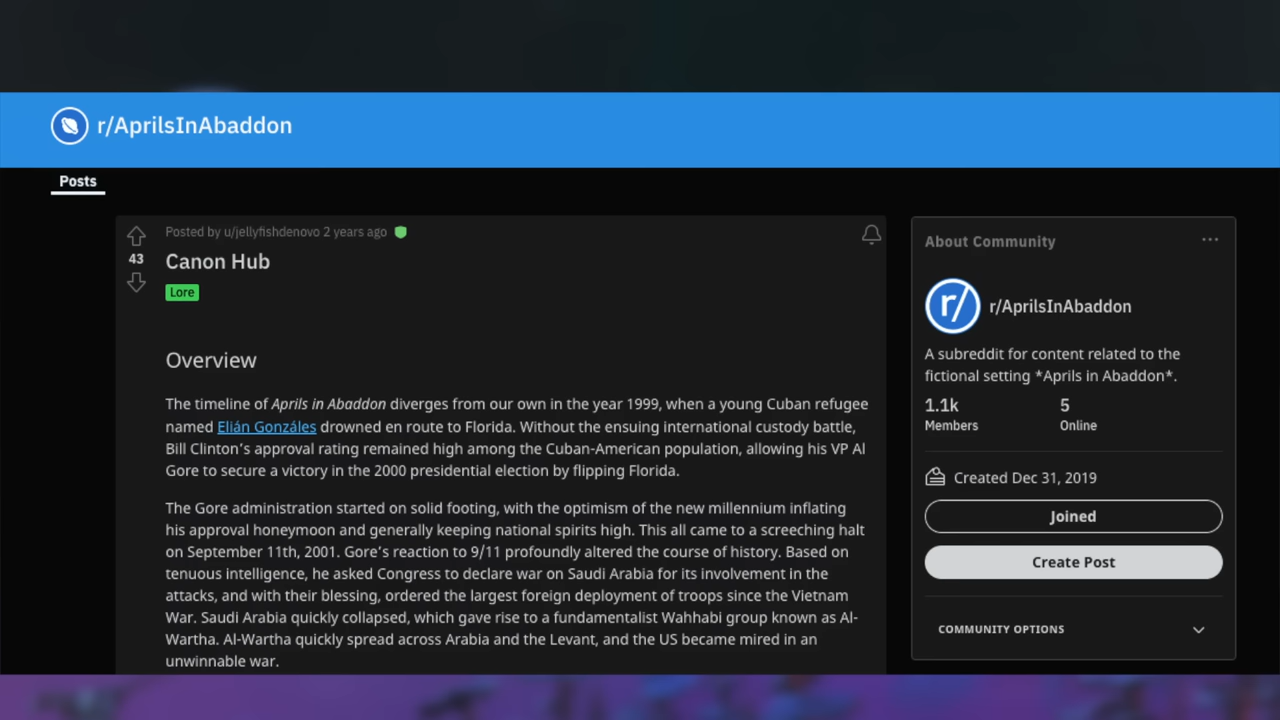 r/AprilsInAbaddon
Posts
Posted by u/jellyfishdenovo 2 years ago
43
Canon Hub
Lore
Overview
The timeline of Aprils in Abaddon diverges from our own in the year 1999, when a young Cuban refugee
named Elián Gonzáles drowned en route to Florida. Without the ensuing international custody battle,
Bill Clinton's approval rating remained high among the Cuban-American population, allowing his VP Al
Gore to secure a victory in the 2000 presidential election by flipping Florida.
The Gore administration started on solid footing, with the optimism of the new millennium inflating
his approval honeymoon and generally keeping national spirits high. This all came to a screeching halt
on September 11th, 2001. Gore's reaction to 9/11 profoundly altered the course of history. Based on
tenuous intelligence, he asked Congress to declare war on Saudi Arabia for its involvement in the
attacks, and with their blessing, ordered the largest foreign deployment of troops since the Vietnam
War. Saudi Arabia quickly collapsed, which gave rise to a fundamentalist Wahhabi group known as Al-
Wartha. Al-Wartha quickly spread across Arabia and the Levant, and the US became mired in an
unwinnable war.
About Community
r/
r/AprilsInAbaddon
A subreddit for content related to the
fictional setting *Aprils in Abaddon*.
1.1k 5
Members Online
Created Dec 31, 2019
Joined
Create Post
COMMUNITY OPTIONS